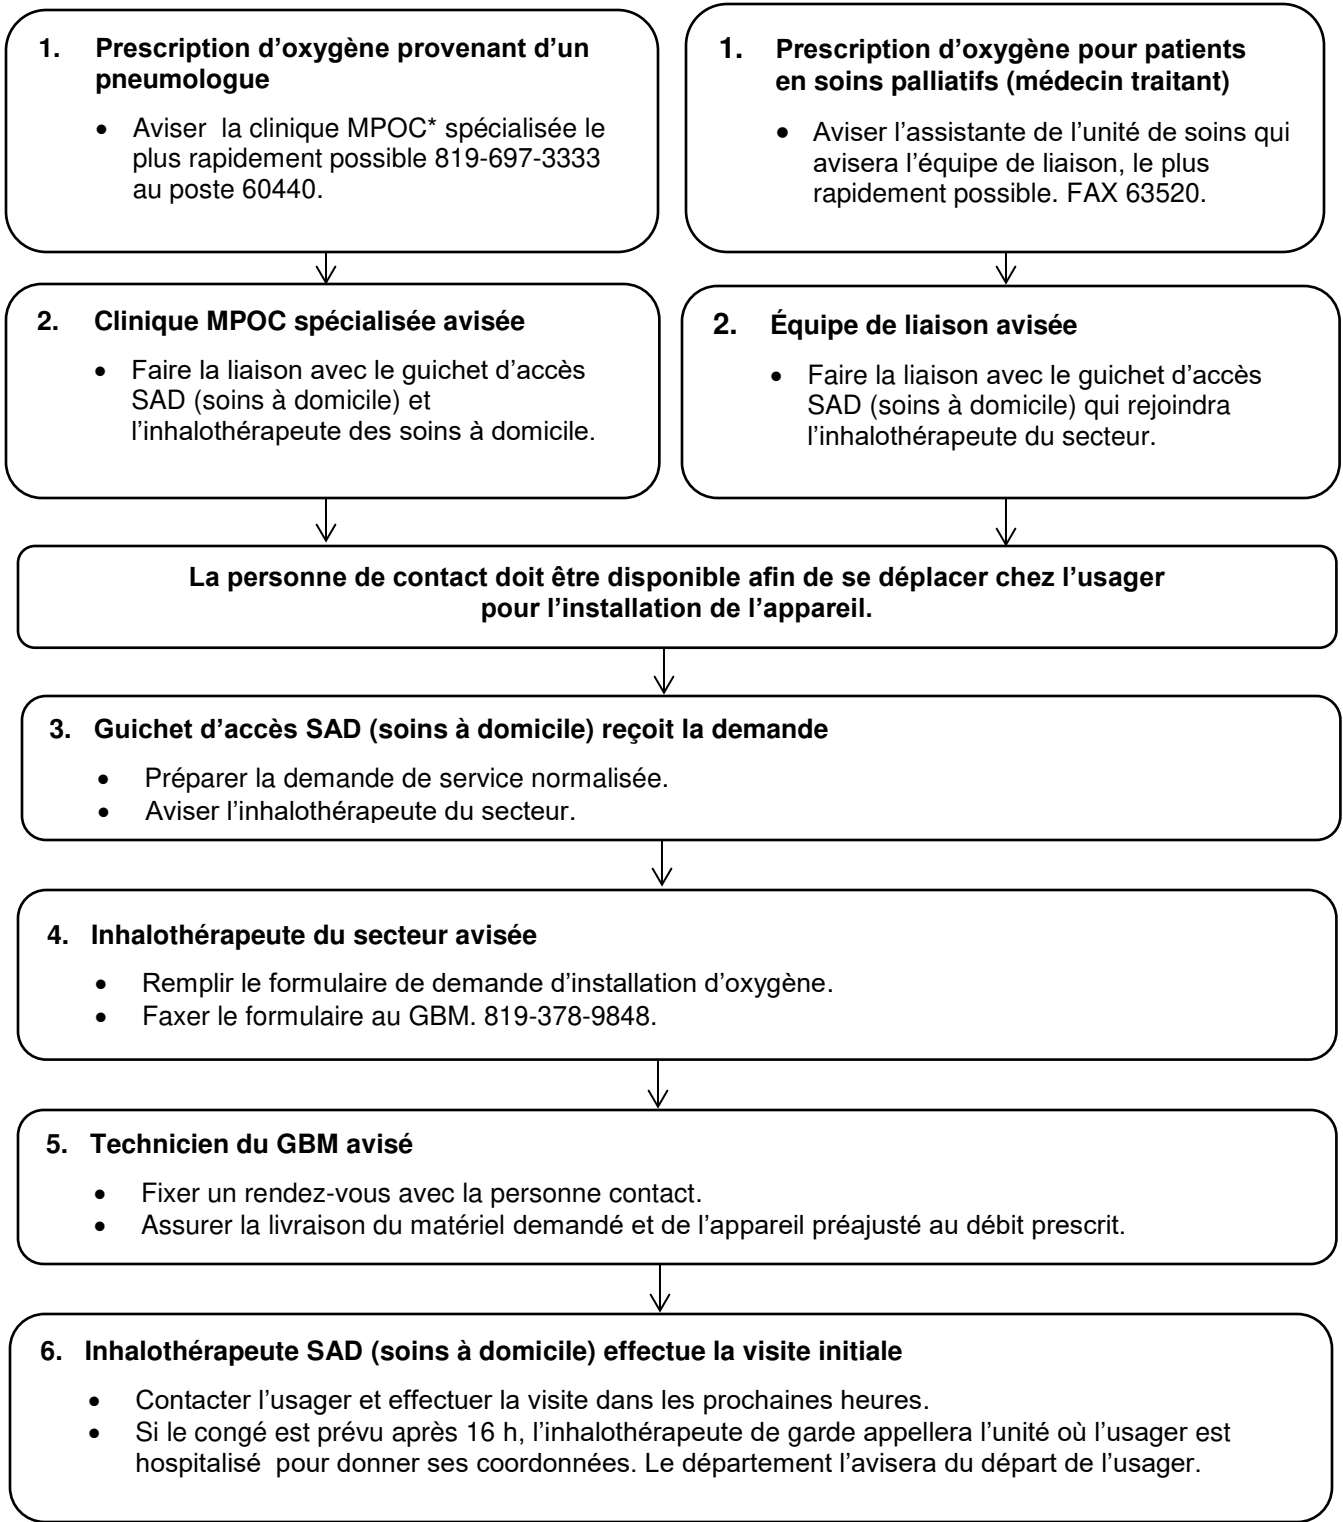 1. Prescription d’oxygène provenant d’un
pneumologue
• Aviser la clinique MPOC* spécialisée le
plus rapidement possible 819-697-3333
au poste 60440.
1. Prescription d’oxygène pour patients
en soins palliatifs (médecin traitant)
• Aviser l’assistante de l’unité de soins qui
avisera l’équipe de liaison, le plus
rapidement possible. FAX 63520.
2. Clinique MPOC spécialisée avisée
• Faire la liaison avec le guichet d’accès
SAD (soins à domicile) et
l’inhalothérapeute des soins à domicile.
2. Équipe de liaison avisée
• Faire la liaison avec le guichet d’accès
SAD (soins à domicile) qui rejoindra
l’inhalothérapeute du secteur.
La personne de contact doit être disponible afin de se déplacer chez l’usager
pour l’installation de l’appareil.
3. Guichet d’accès SAD (soins à domicile) reçoit la demande
• Préparer la demande de service normalisée.
• Aviser l’inhalothérapeute du secteur.
4. Inhalothérapeute du secteur avisée
• Remplir le formulaire de demande d’installation d’oxygène.
• Faxer le formulaire au GBM. 819-378-9848.
5. Technicien du GBM avisé
• Fixer un rendez-vous avec la personne contact.
• Assurer la livraison du matériel demandé et de l’appareil préajusté au débit prescrit.
6. Inhalothérapeute SAD (soins à domicile) effectue la visite initiale
• Contacter l’usager et effectuer la visite dans les prochaines heures.
• Si le congé est prévu après 16 h, l’inhalothérapeute de garde appellera l’unité où l’usager est
hospitalisé pour donner ses coordonnées. Le département l’avisera du départ de l’usager.